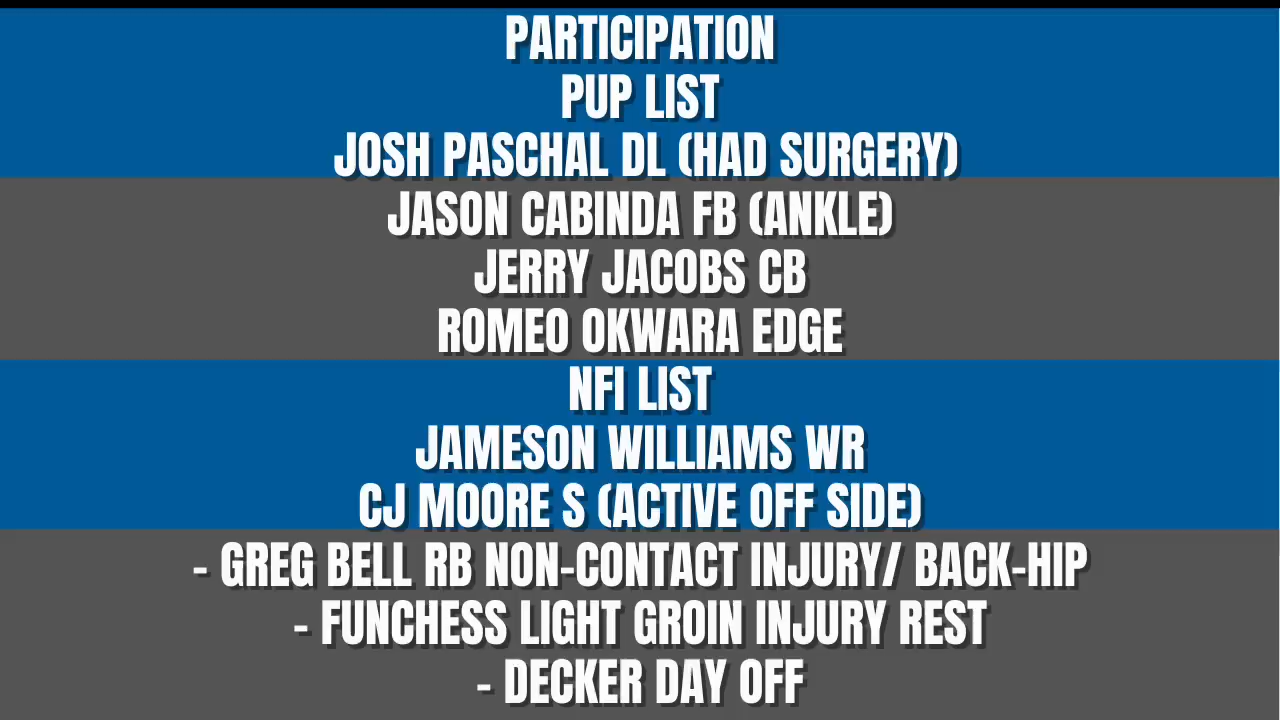 PARTICIPATION
PUP LIST
JOSH PASCHAL DL (HAD SURGERY)
JASON CABINDA FB (ANKLE)
JERRY JACOBS CB
ROMEO OKWARA EDGE
NFI LIST
JAMESON WILLIAMS WR
CJ MOORE S (ACTIVE OFF SIDE)
- GREG BELL RB NON-CONTACT INJURY/ BACK-HIP
- FUNCHESS LIGHT GROIN INJURY REST
- DECKER DAY OFF